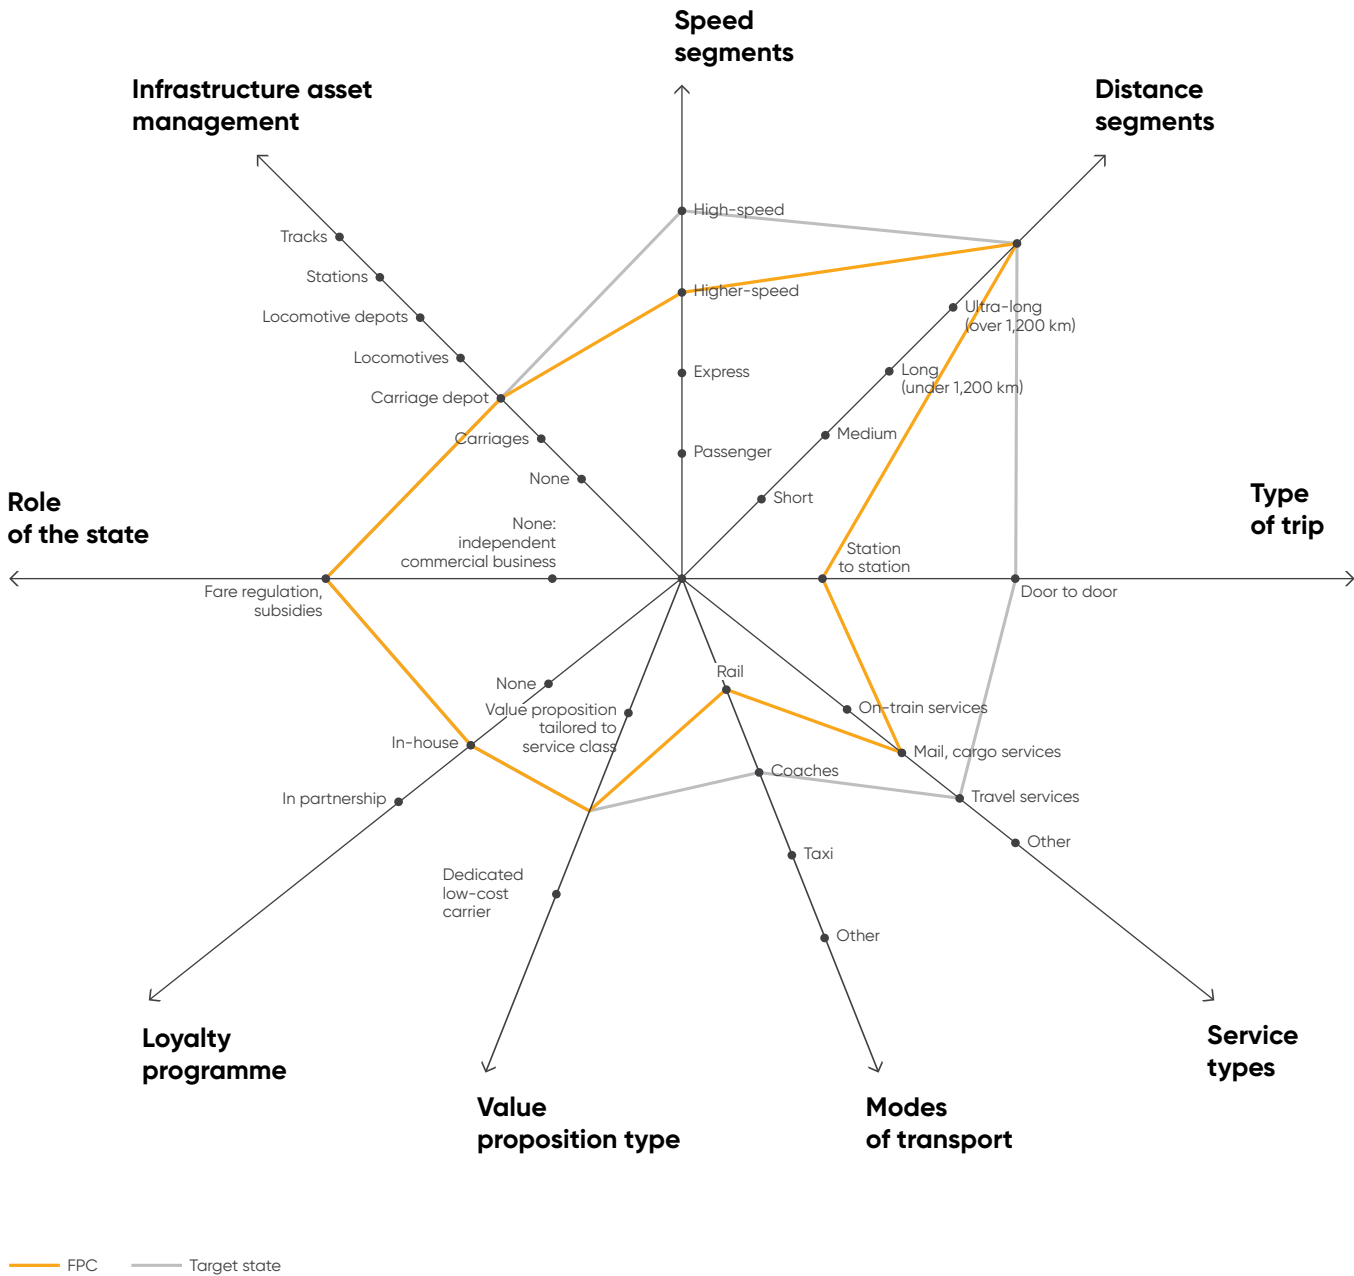 Speed
segments
Infrastructure asset
management
Distance
segments
High-speed
Tracks
Stations
Higher-speed
Ultra-long
(over 1,200 km)
Locomotive depots
Locomotives
Express
Long
(under 1,200 km)
Carriage depot
Carriages
Medium
Passenger
None
Short
Role
of the state
Type
of trip
None:
independent
commercial business
Station
to station
Fare regulation,
subsidies
Door to door
Rail
None
Value proposition
tailored to
service class
On-train services
In-house
Mail, cargo services
Coaches
In partnership
Travel services
Other
Taxi
Dedicated
low-cost
carrier
Other
Loyalty
programme
Service
types
Value
proposition type
Modes
of transport
FPC
Target state